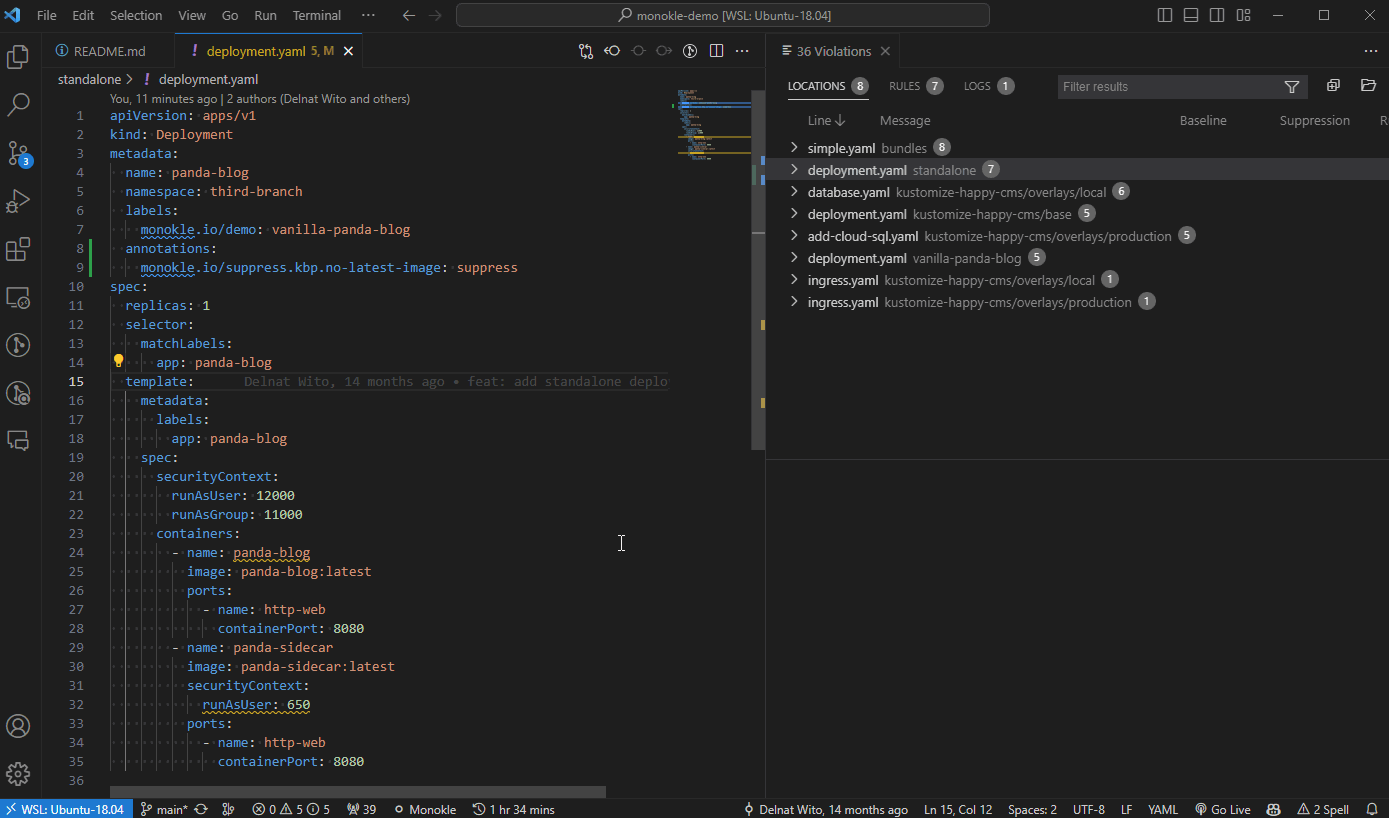 File Edit Selection View Go Run Terminal ··· monokle-demo [WSL: Ubuntu-18.04]
README.md
deployment.yaml 5, M
standalone > ! deployment.yaml
You, 11 minutes ago | 2 authors (Delnat Wito and others)
1 apiVersion: apps/v1
2 kind: Deployment
3 metadata:
4 name: panda-blog
5 namespace: third-branch
6 labels:
7 monokle.io/demo: vanilla-panda-blog
8 annotations:
9 monokle.io/suppress.kbp.no-latest-image: suppress
10 spec:
11 replicas: 1
12 selector:
13 matchLabels:
14 app: panda-blog
15 template: Delnat Wito, 14 months ago • feat: add standalone deplo
16 metadata:
17 labels:
18 app: panda-blog
19 spec:
20 securityContext:
21 runAsUser: 12000
22 runAsGroup: 11000
23 containers:
24 - name: panda-blog
25 image: panda-blog:latest
26 ports:
27 - name: http-web
28 containerPort: 8080
29 - name: panda-sidecar
30 image: panda-sidecar:latest
31 securityContext:
32 runAsUser: 650
33 ports:
34 - name: http-web
35 containerPort: 8080
36
36 Violations
LOCATIONS 8 RULES 7 LOGS 1 Filter results
Line Message Baseline Suppression R
simple.yaml bundles 8
deployment.yaml standalone 7
database.yaml kustomize-happy-cms/overlays/local 6
deployment.yaml kustomize-happy-cms/base 5
add-cloud-sql.yaml kustomize-happy-cms/overlays/production 5
deployment.yaml vanilla-panda-blog 5
ingress.yaml kustomize-happy-cms/overlays/local 1
ingress.yaml kustomize-happy-cms/overlays/production 1
3
WSL: Ubuntu-18.04 main* 0 5 5 39 Monokle 1 hr 34 mins Delnat Wito, 14 months ago Ln 15, Col 12 Spaces: 2 UTF-8 LF YAML Go Live 2 Spell